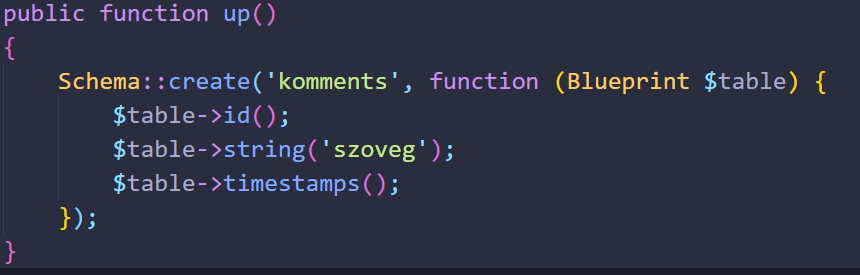 public function up()
{
    Schema::create('komments', function (Blueprint $table) {
        $table->id();
        $table->string('szoveg');
        $table->timestamps();
    });
}